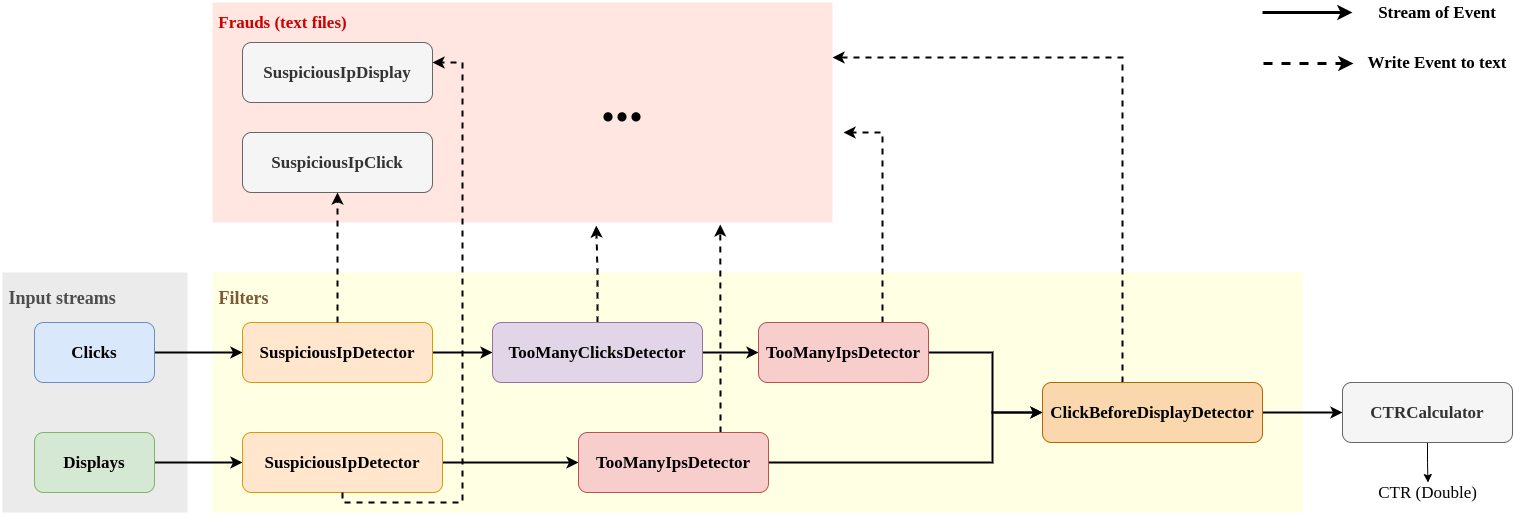 Frauds (text files)
Stream of Event
SuspiciousIpDisplay
Write Event to text
SuspiciousIpClick
Input streams
Filters
Clicks
SuspiciousIpDetector
TooManyClicksDetector
TooManyIpsDetector
ClickBeforeDisplayDetector
CTRCalculator
Displays
SuspiciousIpDetector
TooManyIpsDetector
CTR (Double)